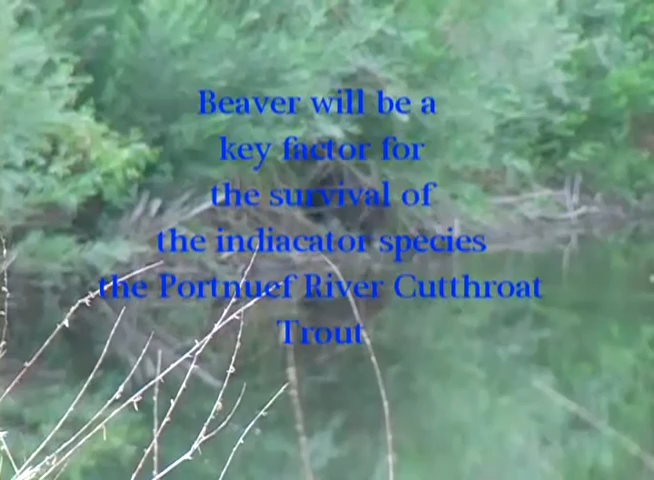 Beaver will be a
key factor for
the survival of
the indiacator species
the Portnuef River Cutthroat
Trout